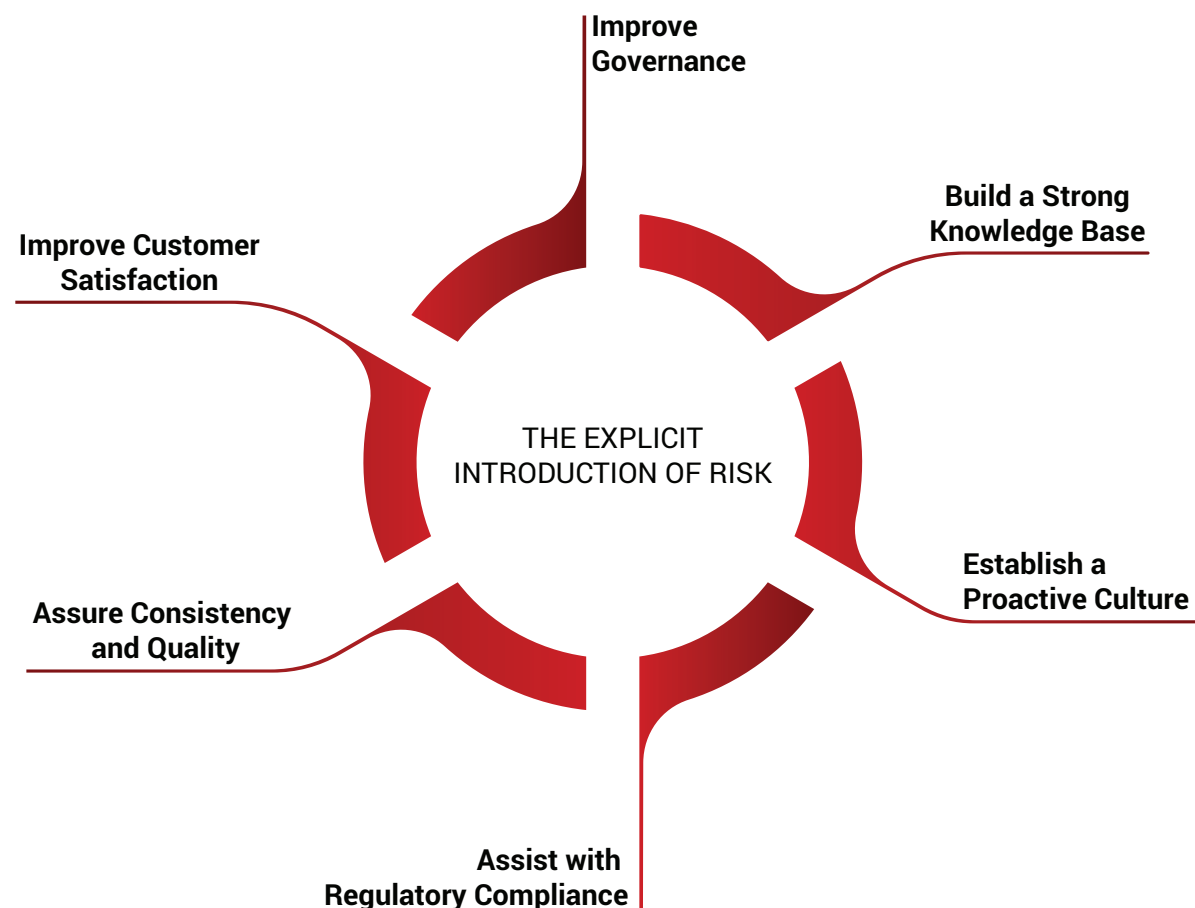 Improve
Governance
Build a Strong
Knowledge Base
Improve Customer
Satisfaction
THE EXPLICIT
INTRODUCTION OF RISK
Establish a
Proactive Culture
Assure Consistency
and Quality
Assist with
Regulatory Compliance